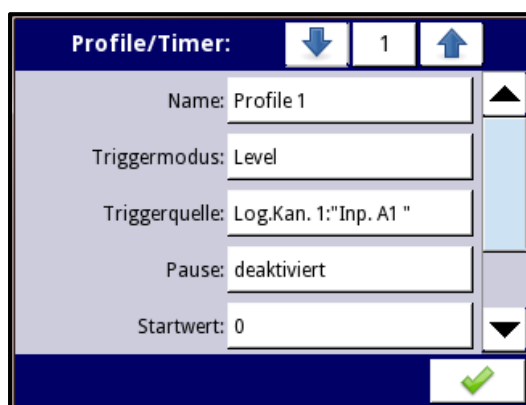 Profile/Timer: 1
Name: Profile 1
Triggermodus: Level
Triggerquelle: Log.Kan. 1:"Inp. A1 "
Pause: deaktiviert
Startwert: 0